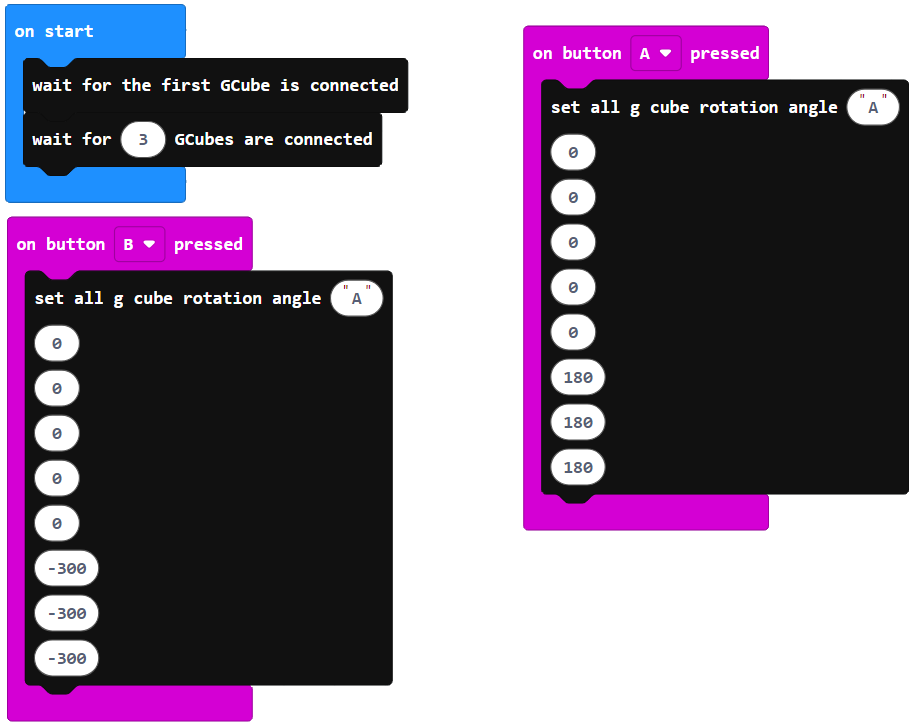 on start
wait for the first GCube is connected
wait for 3 GCubes are connected
on button B pressed
set all g cube rotation angle "A"
0
0
0
0
0
-300
-300
-300
on button A pressed
set all g cube rotation angle "A"
0
0
0
0
0
180
180
180